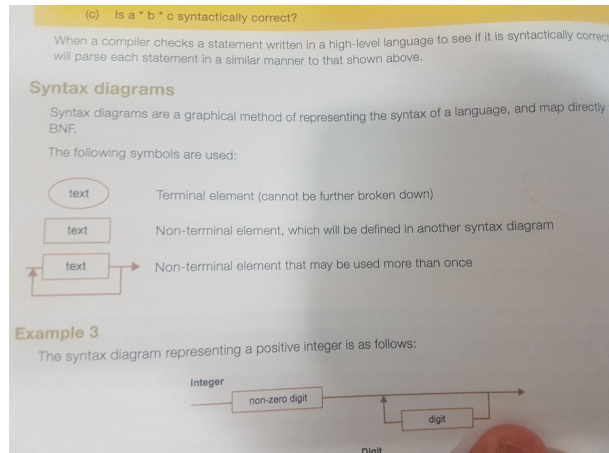 (c) Is a * b * c syntactically correct?
When a compiler checks a statement written in a high-level language to see if it is syntactically correct
will parse each statement in a similar manner to that shown above.
Syntax diagrams
Syntax diagrams are a graphical method of representing the syntax of a language, and map directly
BNF.
The following symbols are used:
text Terminal element (cannot be further broken down)
text Non-terminal element, which will be defined in another syntax diagram
text Non-terminal element that may be used more than once
Example 3
The syntax diagram representing a positive integer is as follows:
Integer
non-zero digit
digit
Digit